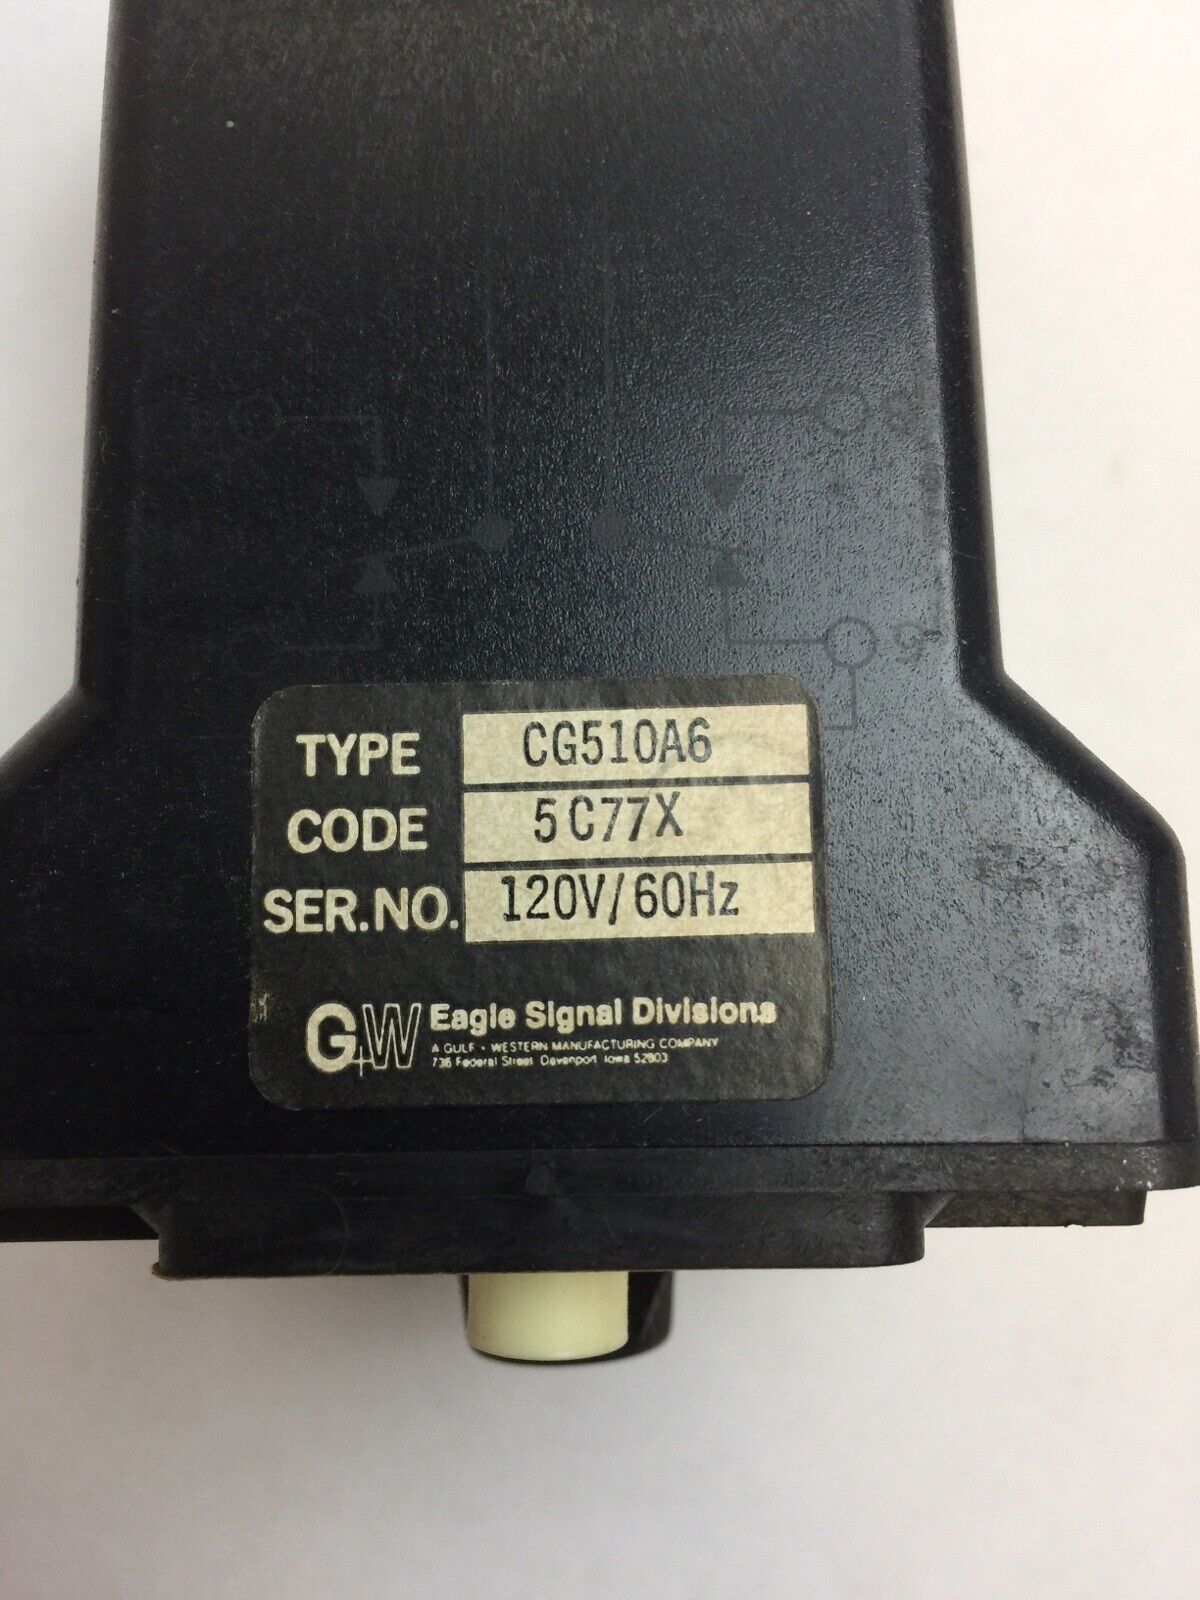 TYPE CG510A6
CODE 5C77X
SER.NO. 120V/60Hz
G+W Eagle Signal Divisions
A GULF + WESTERN MANUFACTURING COMPANY
736 Federal Street Davenport Iowa 52803